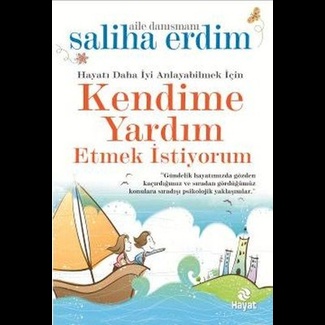 aile danışmanı
saliha erdim
Hayatı Daha İyi Anlayabilmek İçin
Kendime
Yardım
Etmek İstiyorum
"Gündelik hayatımızda gözden
kaçırdığımız ve sıradan gördüğümüz
konulara sıradışı psikolojik yaklaşımlar."
Hayat